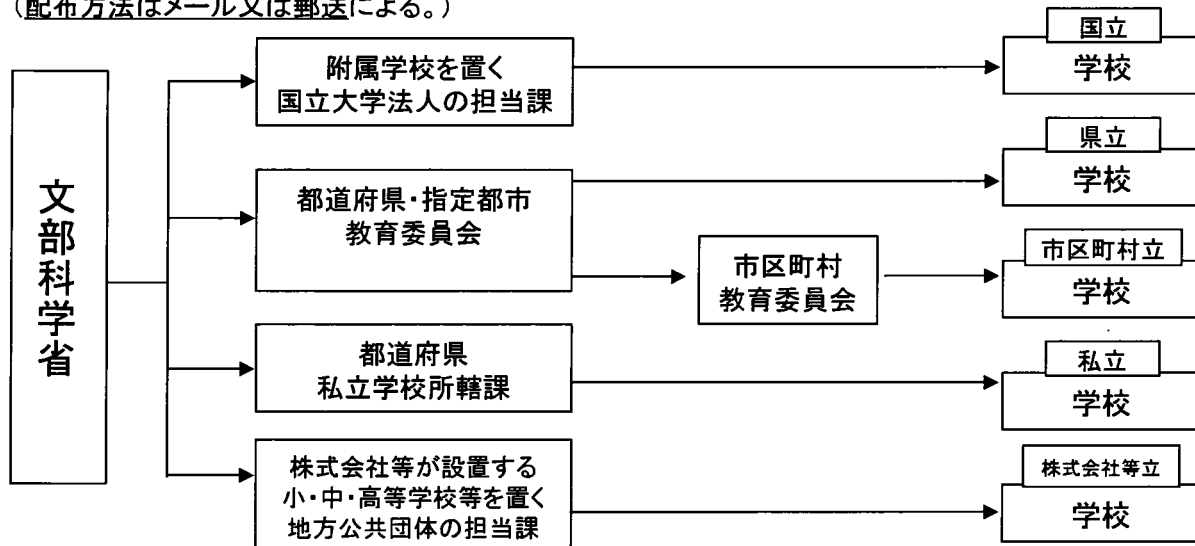 （配布方法はメール又は郵送による。）
文部科学省
附属学校を置く
国立大学法人の担当課
国立
学校
都道府県・指定都市
教育委員会
県立
学校
市区町村
教育委員会
市区町村立
学校
都道府県
私立学校所轄課
私立
学校
株式会社等が設置する
小・中・高等学校等を置く
地方公共団体の担当課
株式会社等立
学校